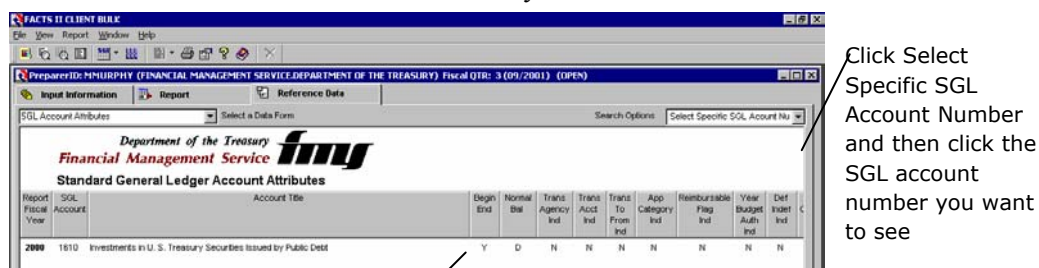 FACTS II CLIENT BULK
File View Report Window Help
PreparerID: MMURPHY (FINANCIAL MANAGEMENT SERVICE.DEPARTMENT OF THE TREASURY) Fiscal QTR: 3 (09/2001) (OPEN)
Input Information Report Reference Data
SGL Account Attributes Select a Data Form Search Options Select Specific SGL Account Nu
Department of the Treasury
Financial Management Service fms
Standard General Ledger Account Attributes
Report SGL Account Title Begin Normal Trans Trans Trans App Reimbursable Year Def
Fiscal Account End Bal Agency Acct To Category Flag Budget Indef C
Year Ind Ind From Ind Ind Auth Ind
Ind Ind
2000 1610 Investments in U. S. Treasury Securities Issued by Public Debt Y D N N N N N N N
Click Select
Specific SGL
Account Number
and then click the
SGL account
number you want
to see